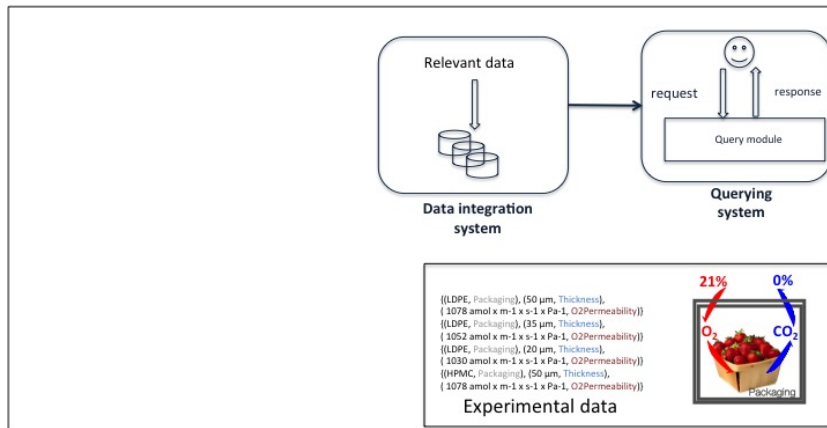 Relevant data
Data integration
system
request
response
Query module
Querying
system
{(LDPE, Packaging), (50 µm, Thickness),
( 1078 amol x m-1 x s-1 x Pa-1, O2Permeability)}
{(LDPE, Packaging), (35 µm, Thickness),
( 1052 amol x m-1 x s-1 x Pa-1, O2Permeability)}
{(LDPE, Packaging), (20 µm, Thickness),
( 1030 amol x m-1 x s-1 x Pa-1, O2Permeability)}
{(HPMC, Packaging), (50 µm, Thickness),
( 1078 amol x m-1 x s-1 x Pa-1, O2Permeability)}
Experimental data
21% 0%
O2 CO2
Packaging